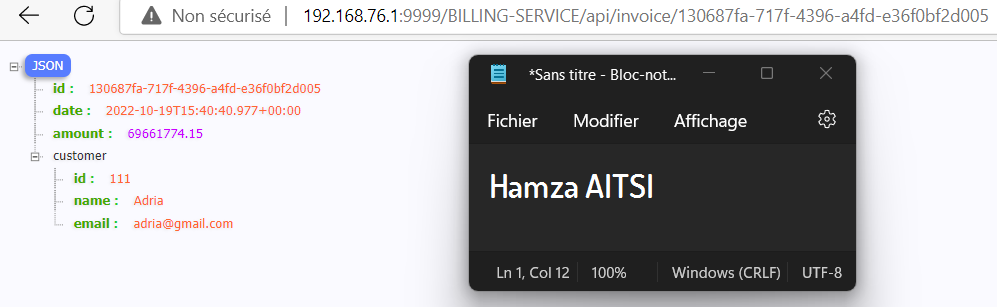 Non sécurisé | 192.168.76.1:9999/BILLING-SERVICE/api/invoice/130687fa-717f-4396-a4fd-e36f0bf2d005
JSON
id : 130687fa-717f-4396-a4fd-e36f0bf2d005
date : 2022-10-19T15:40:40.977+00:00
amount : 69661774.15
customer
id : 111
name : Adria
email : adria@gmail.com
*Sans titre - Bloc-not...
Fichier Modifier Affichage
Hamza AITSI
Ln 1, Col 12 100% Windows (CRLF) UTF-8